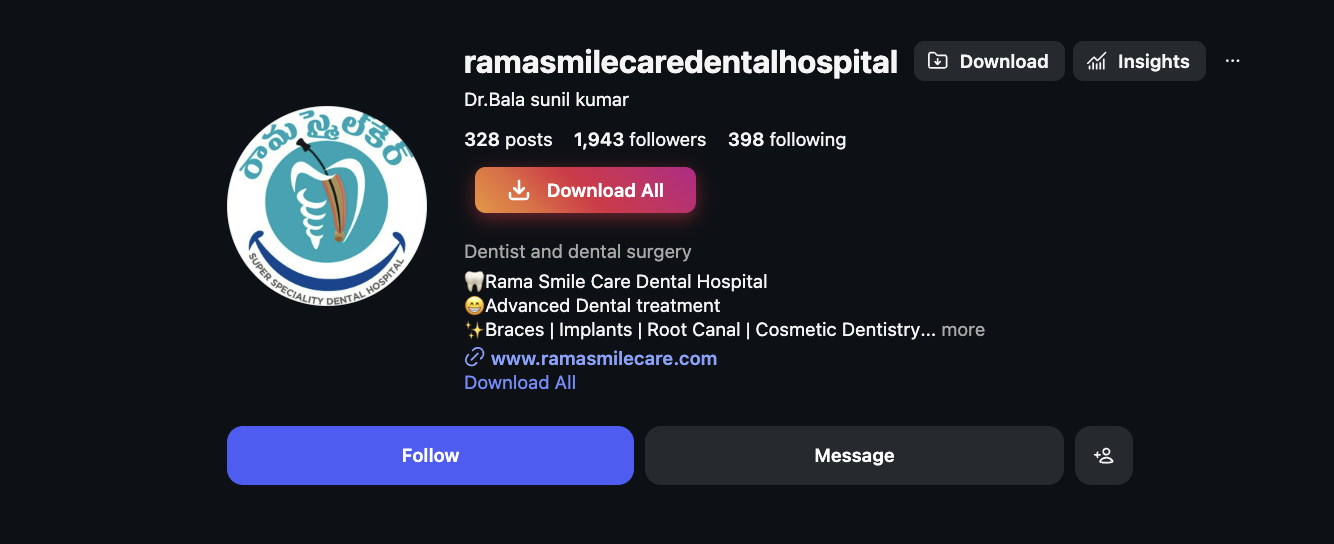 ramasmilecaredentalhospital Download Insights ...
Dr.Bala sunil kumar
328 posts 1,943 followers 398 following
Download All
రామ స్మైల్‌కేర్
SUPER SPECIALITY DENTAL HOSPITAL
Dentist and dental surgery
🦷Rama Smile Care Dental Hospital
😁Advanced Dental treatment
✨Braces | Implants | Root Canal | Cosmetic Dentistry... more
www.ramasmilecare.com
Download All
Follow Message